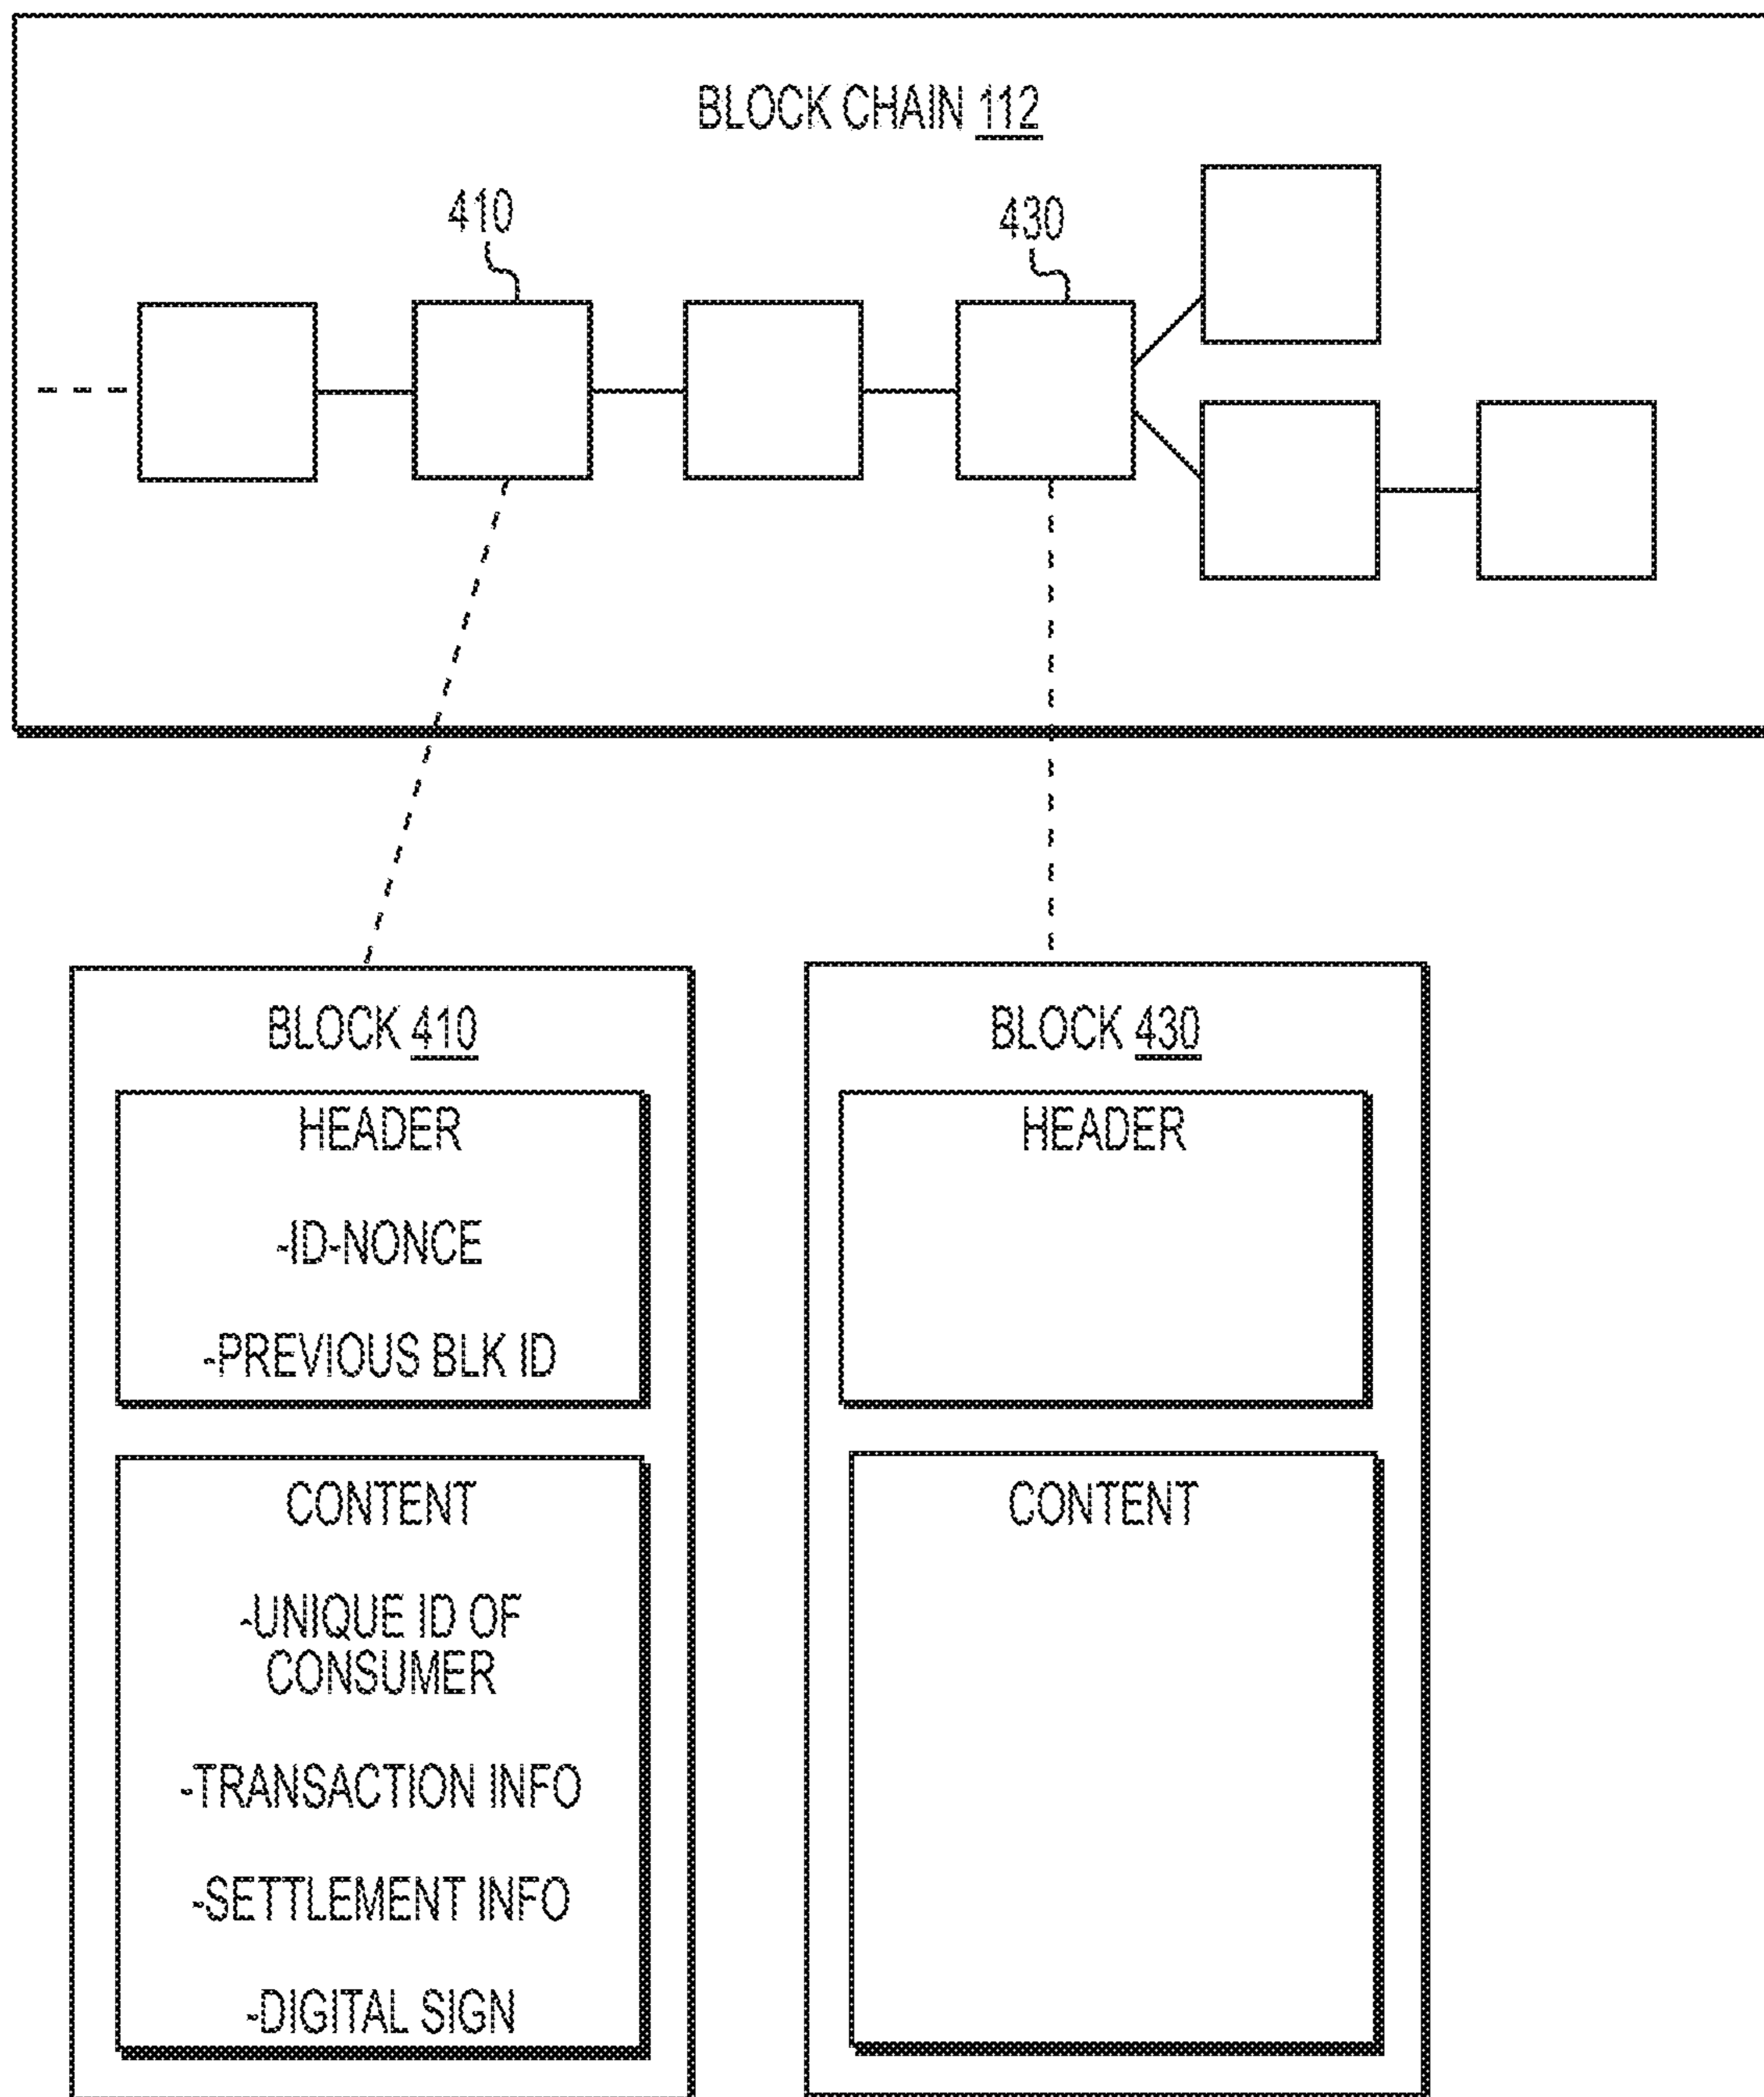 BLOCK CHAIN 112
410
430
BLOCK 410
HEADER
-ID-NONCE
-PREVIOUS BLK ID
CONTENT
-UNIQUE ID OF
CONSUMER
-TRANSACTION INFO
-SETTLEMENT INFO
-DIGITAL SIGN
BLOCK 430
HEADER
CONTENT